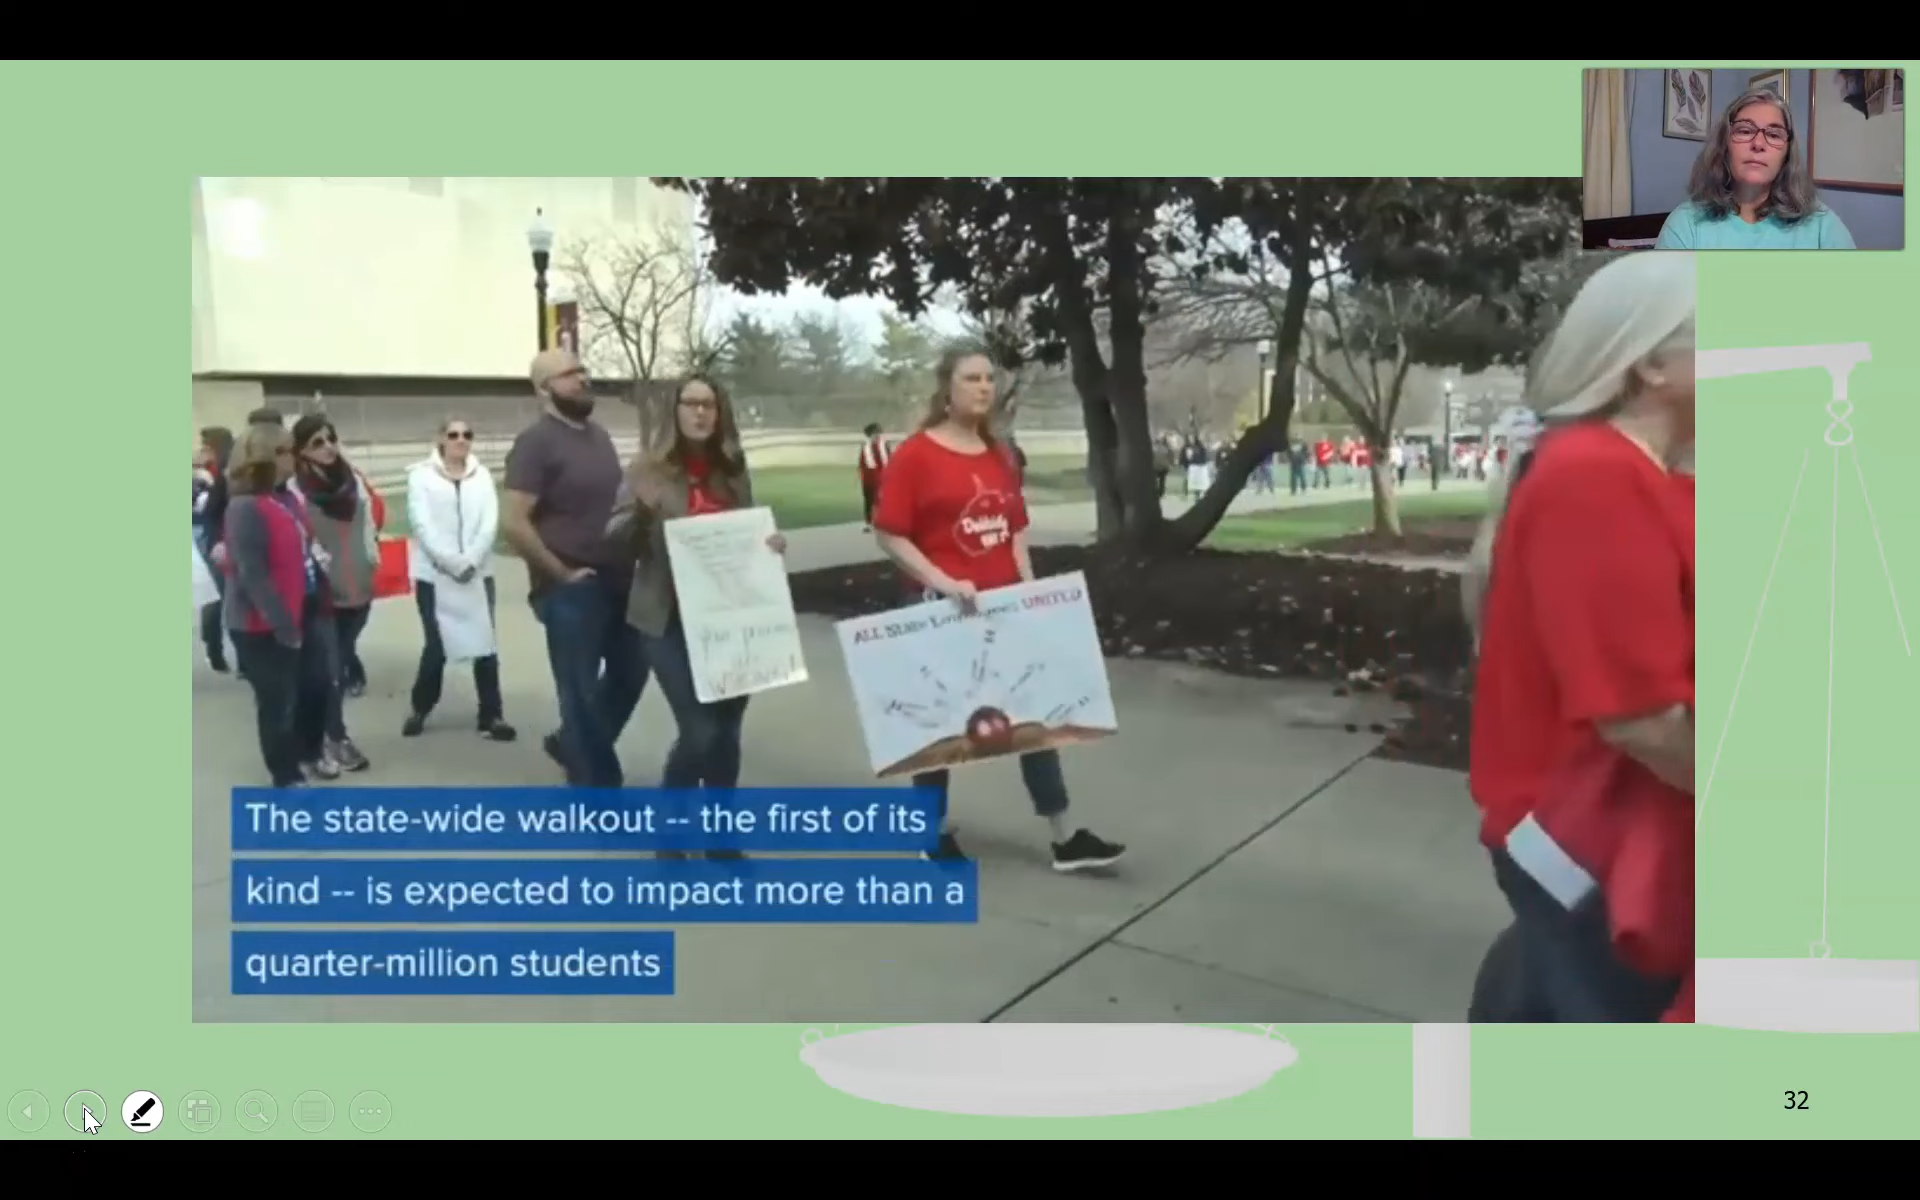 ALL State Employees UNITED
The state-wide walkout -- the first of its
kind -- is expected to impact more than a
quarter-million students
32